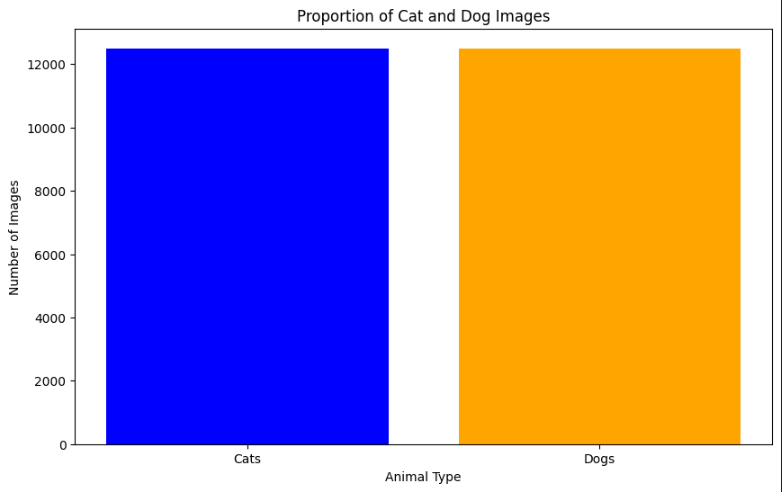 Proportion of Cat and Dog Images
Number of Images
12000
10000
8000
6000
4000
2000
0
Cats
Dogs
Animal Type